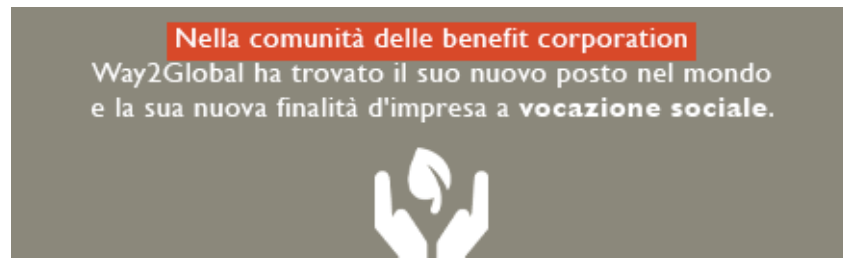 Nella comunità delle benefit corporation
Way2Global ha trovato il suo nuovo posto nel mondo
e la sua nuova finalità d'impresa a vocazione sociale.